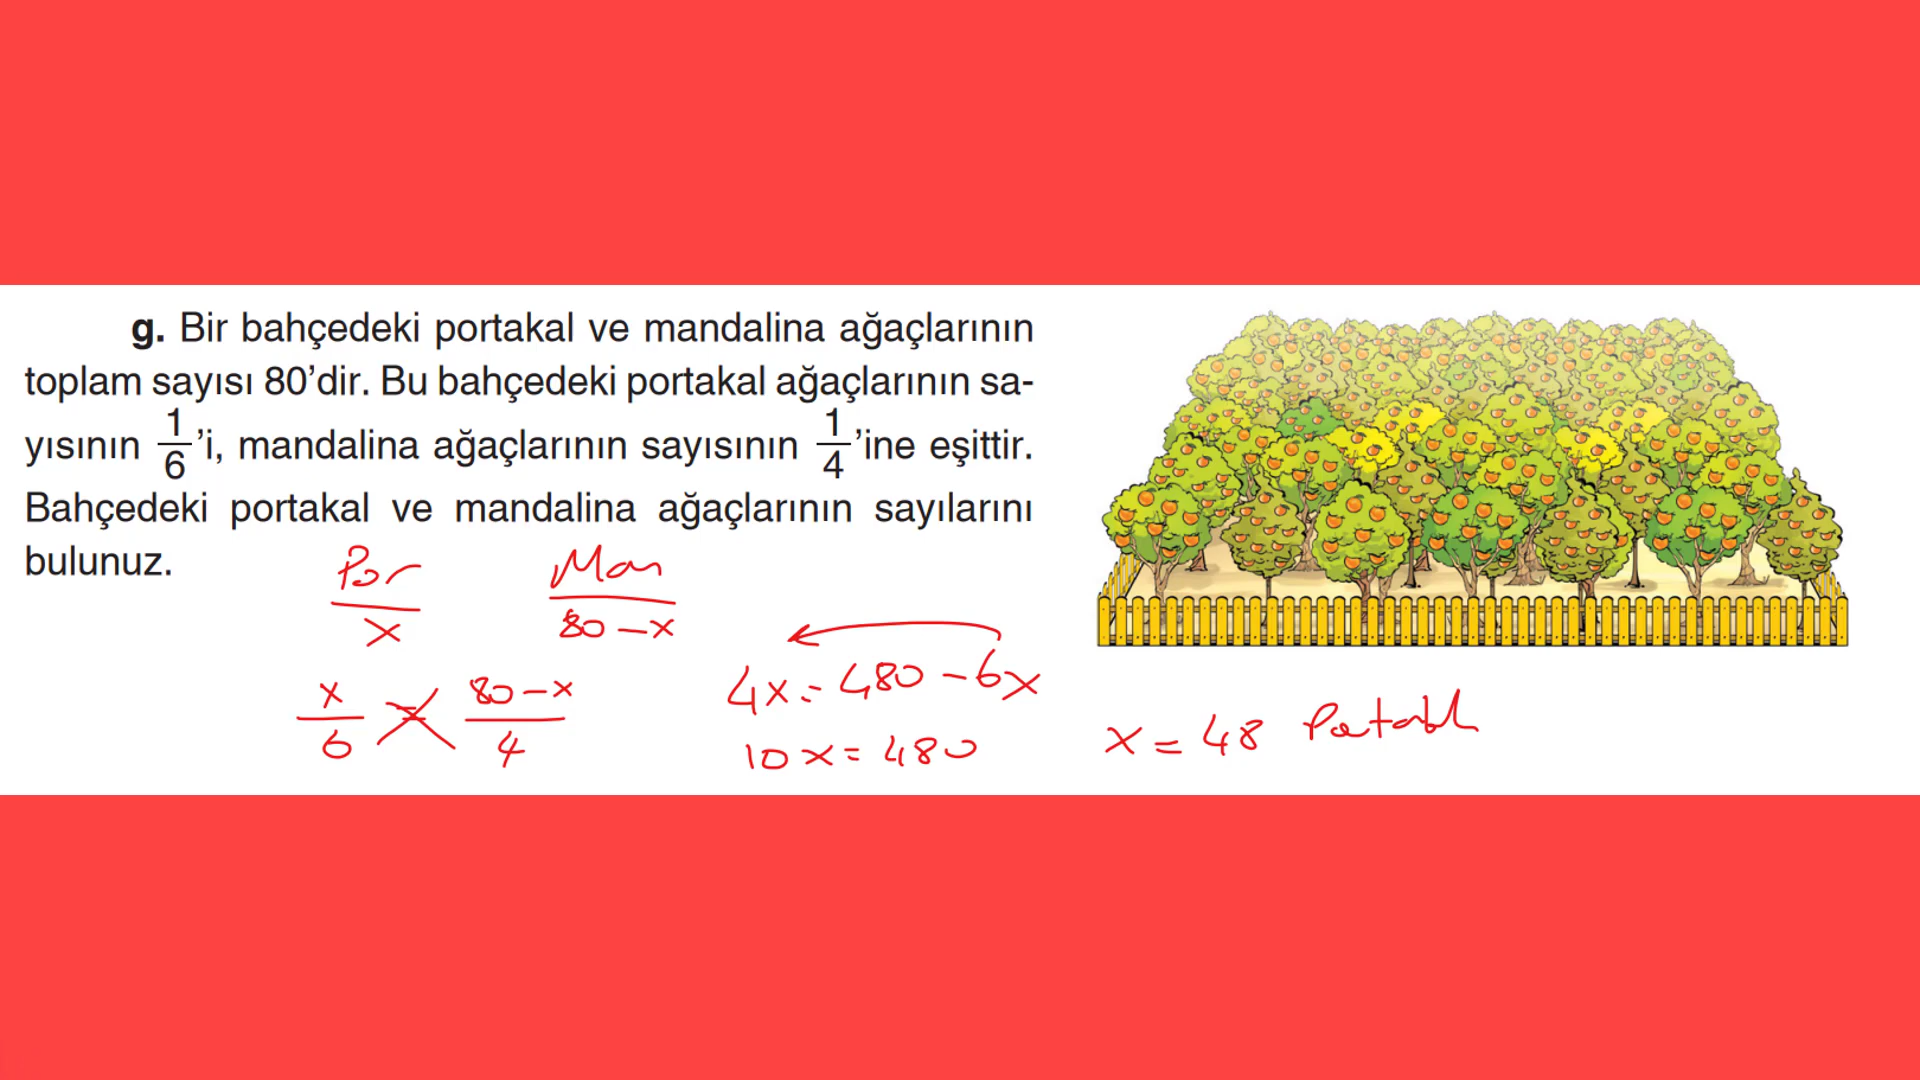 g. Bir bahçedeki portakal ve mandalina ağaçlarının
toplam sayısı 80’dir. Bu bahçedeki portakal ağaçlarının sa-
yısının 1/6’i, mandalina ağaçlarının sayısının 1/4’ine eşittir.
Bahçedeki portakal ve mandalina ağaçlarının sayılarını
bulunuz.
Por Man
x 80-x
x/6 = 80-x/4
4x = 480 - 6x
10x = 480
x = 48 Portakal